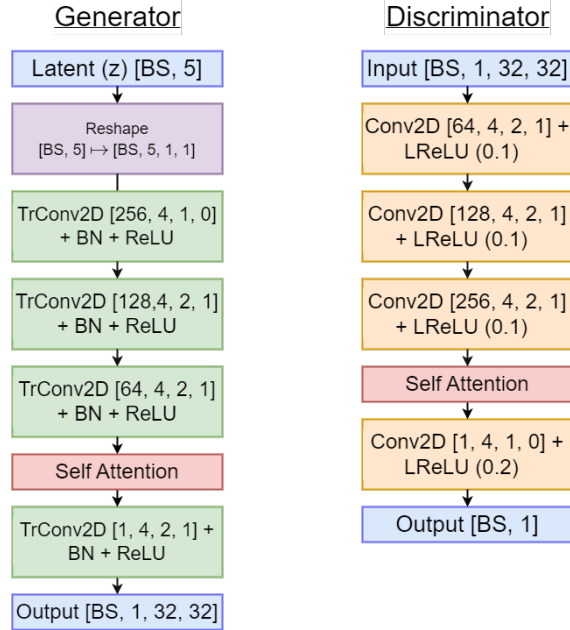 Generator
Latent (z) [BS, 5]
Reshape
[BS, 5] ↦ [BS, 5, 1, 1]
TrConv2D [256, 4, 1, 0]
+ BN + ReLU
TrConv2D [128,4, 2, 1]
+ BN + ReLU
TrConv2D [64, 4, 2, 1]
+ BN + ReLU
Self Attention
TrConv2D [1, 4, 2, 1] +
BN + ReLU
Output [BS, 1, 32, 32]
Discriminator
Input [BS, 1, 32, 32]
Conv2D [64, 4, 2, 1] +
LReLU (0.1)
Conv2D [128, 4, 2, 1]
+ LReLU (0.1)
Conv2D [256, 4, 2, 1]
+ LReLU (0.1)
Self Attention
Conv2D [1, 4, 1, 0] +
LReLU (0.2)
Output [BS, 1]